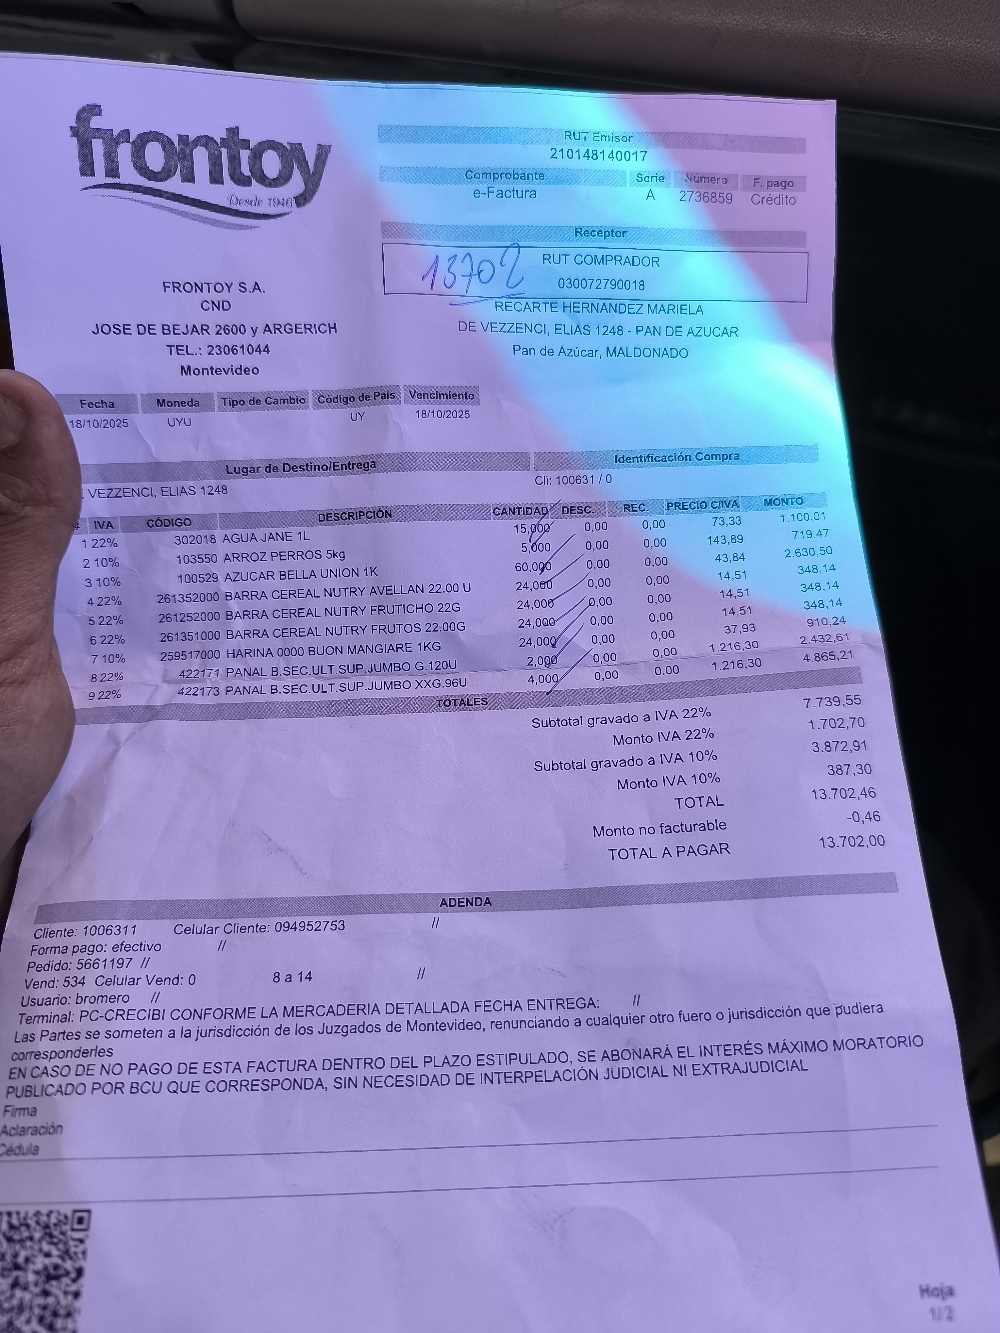 frontoy
Desde 1946
RUT Emisor
210148140017
Comprobante Serie Número F. pago
e-Factura A 2736859 Crédito
Receptor
13702
RUT COMPRADOR
030072790018
RECARTE HERNANDEZ MARIELA
DE VEZZENCI, ELIAS 1248 - PAN DE AZUCAR
Pan de Azúcar, MALDONADO
FRONTOY S.A.
CND
JOSE DE BEJAR 2600 y ARGERICH
TEL.: 23061044
Montevideo
Fecha Moneda Tipo de Cambio Código de País Vencimiento
18/10/2025 UYU UY 18/10/2025
Lugar de Destino/Entrega Identificación Compra
VEZZENCI, ELIAS 1248 Cli: 100631 / 0
# IVA CÓDIGO DESCRIPCIÓN CANTIDAD DESC. REC. PRECIO C/IVA MONTO
1 22% 302018 AGUA JANE 1L 15,000 0,00 0,00 73,33 1.100,01
2 10% 103550 ARROZ PERROS 5kg 5,000 0,00 0,00 143,89 719,47
3 10% 100529 AZUCAR BELLA UNION 1K 60,000 0,00 0,00 43,84 2.630,50
4 22% 261352000 BARRA CEREAL NUTRY AVELLAN 22.00 U 24,000 0,00 0,00 14,51 348,14
5 22% 261252000 BARRA CEREAL NUTRY FRUTICHO 22G 24,000 0,00 0,00 14,51 348,14
6 22% 261351000 BARRA CEREAL NUTRY FRUTOS 22.00G 24,000 0,00 0,00 14,51 348,14
7 10% 259517000 HARINA 0000 BUON MANGIARE 1KG 24,000 0,00 0,00 37,93 910,24
8 22% 422171 PANAL B.SEC.ULT.SUP.JUMBO G.120U 2,000 0,00 0,00 1.216,30 2.432,61
9 22% 422173 PANAL B.SEC.ULT.SUP.JUMBO XXG.96U 4,000 0,00 0,00 1.216,30 4.865,21
TOTALES
Subtotal gravado a IVA 22% 7.739,55
Monto IVA 22% 1.702,70
Subtotal gravado a IVA 10% 3.872,91
Monto IVA 10% 387,30
TOTAL 13.702,46
Monto no facturable -0,46
TOTAL A PAGAR 13.702,00
ADENDA
Cliente: 1006311 Celular Cliente: 094952753 //
Forma pago: efectivo //
Pedido: 5661197 //
Vend: 534 Celular Vend: 0 8 a 14 //
Usuario: bromero //
Terminal: PC-CRECIBI CONFORME LA MERCADERIA DETALLADA FECHA ENTREGA: //
Las Partes se someten a la jurisdicción de los Juzgados de Montevideo, renunciando a cualquier otro fuero o jurisdicción que pudiera
corresponderles
EN CASO DE NO PAGO DE ESTA FACTURA DENTRO DEL PLAZO ESTIPULADO, SE ABONARÁ EL INTERÉS MÁXIMO MORATORIO
PUBLICADO POR BCU QUE CORRESPONDA, SIN NECESIDAD DE INTERPELACIÓN JUDICIAL NI EXTRAJUDICIAL
Firma
Aclaración
Cédula
Hoja
1/2